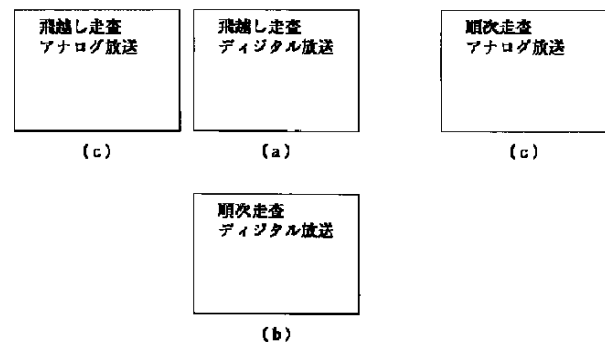 飛越し走査
アナログ放送
(c)
飛越し走査
ディジタル放送
(a)
順次走査
アナログ放送
(c)
順次走査
ディジタル放送
(b)